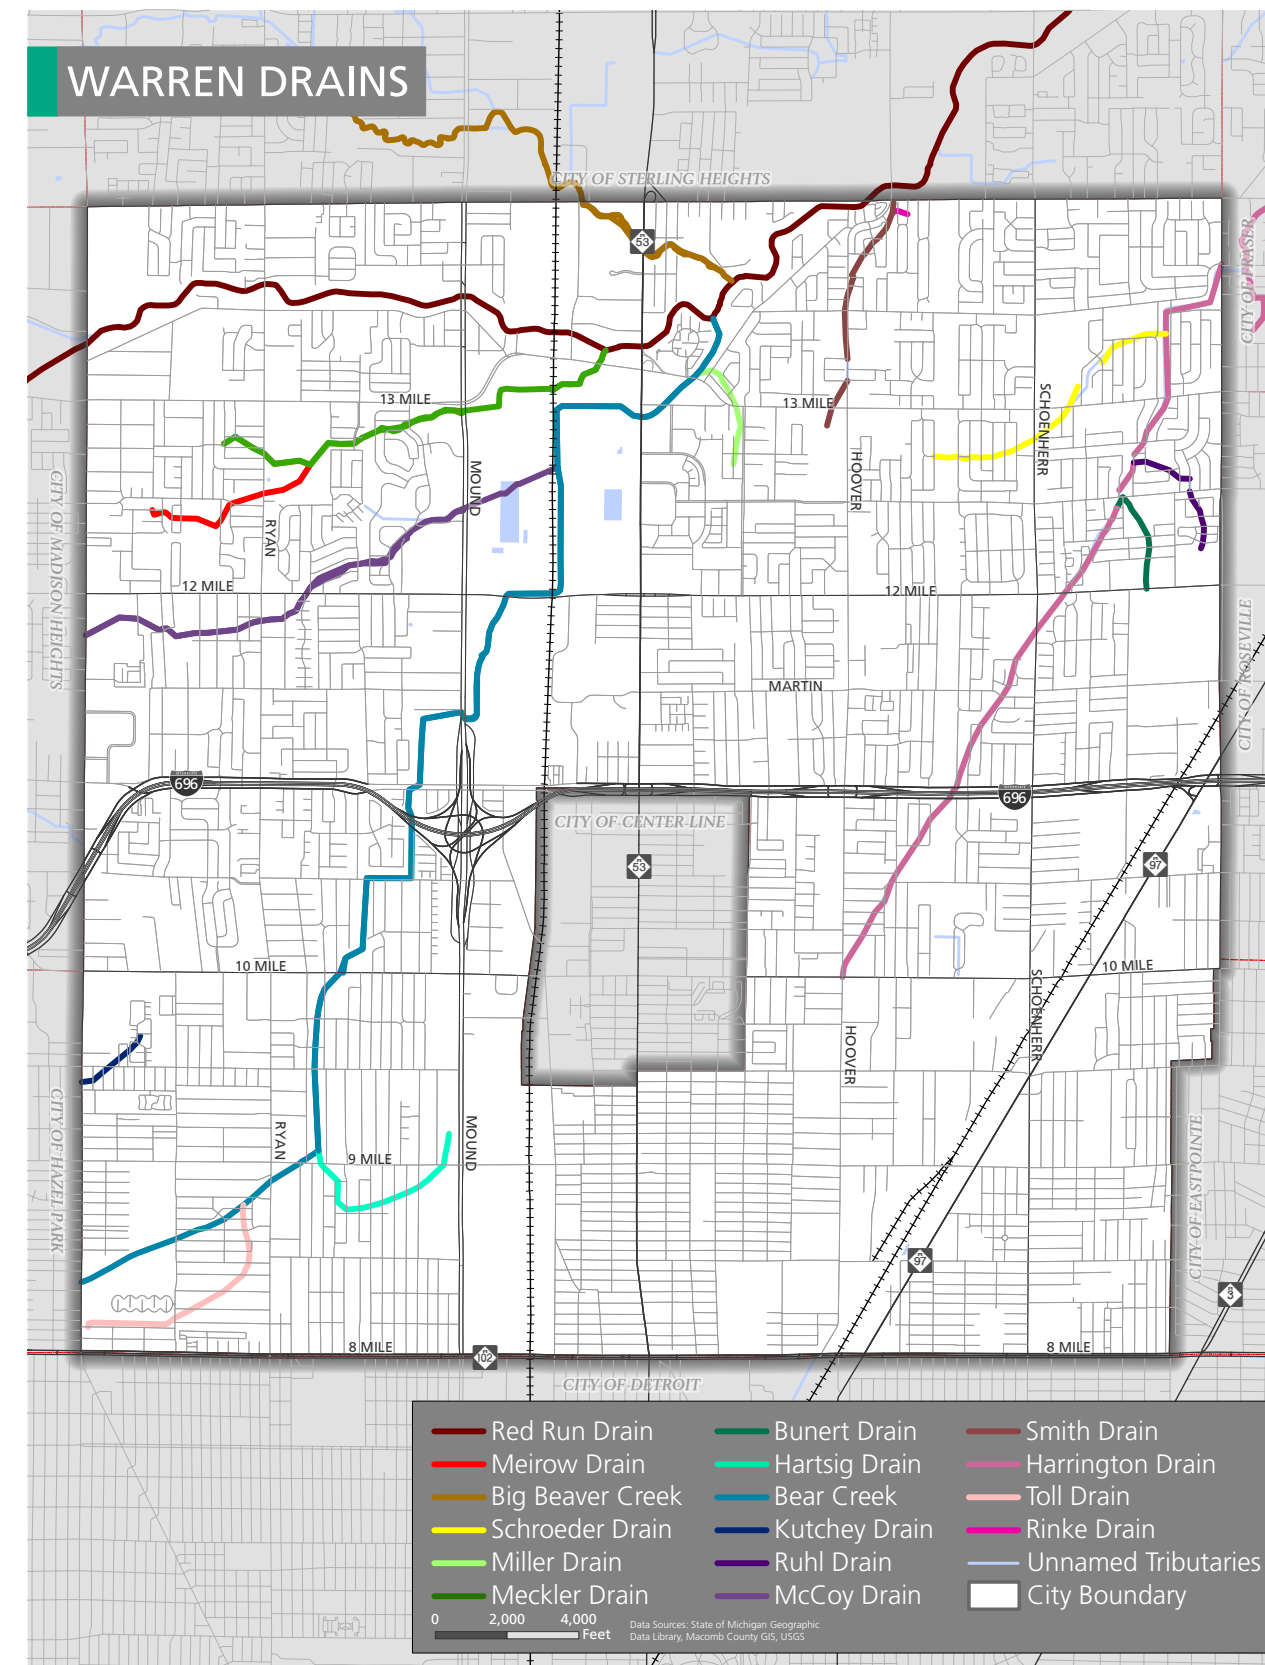 WARREN DRAINS
CITY OF STERLING HEIGHTS
M
53
CITY OF FRASER
13 MILE
13 MILE
SCHOENHERR
MOUND
HOOVER
CITY OF MADISON HEIGHTS
RYAN
12 MILE
12 MILE
CITY OF ROSEVILLE
MARTIN
INTERSTATE
696
INTERSTATE
696
CITY OF CENTER LINE
M
53
M
97
10 MILE
10 MILE
SCHOENHERR
HOOVER
CITY OF HAZEL PARK
RYAN
MOUND
9 MILE
CITY OF EASTPOINTE
M
97
M
3
8 MILE
8 MILE
M
102
CITY OF DETROIT
Red Run Drain
Meirow Drain
Big Beaver Creek
Schroeder Drain
Miller Drain
Meckler Drain
Bunert Drain
Hartsig Drain
Bear Creek
Kutchey Drain
Ruhl Drain
McCoy Drain
Smith Drain
Harrington Drain
Toll Drain
Rinke Drain
Unnamed Tributaries
City Boundary
0 2,000 4,000
Feet
Data Sources: State of Michigan Geographic
Data Library, Macomb County GIS, USGS